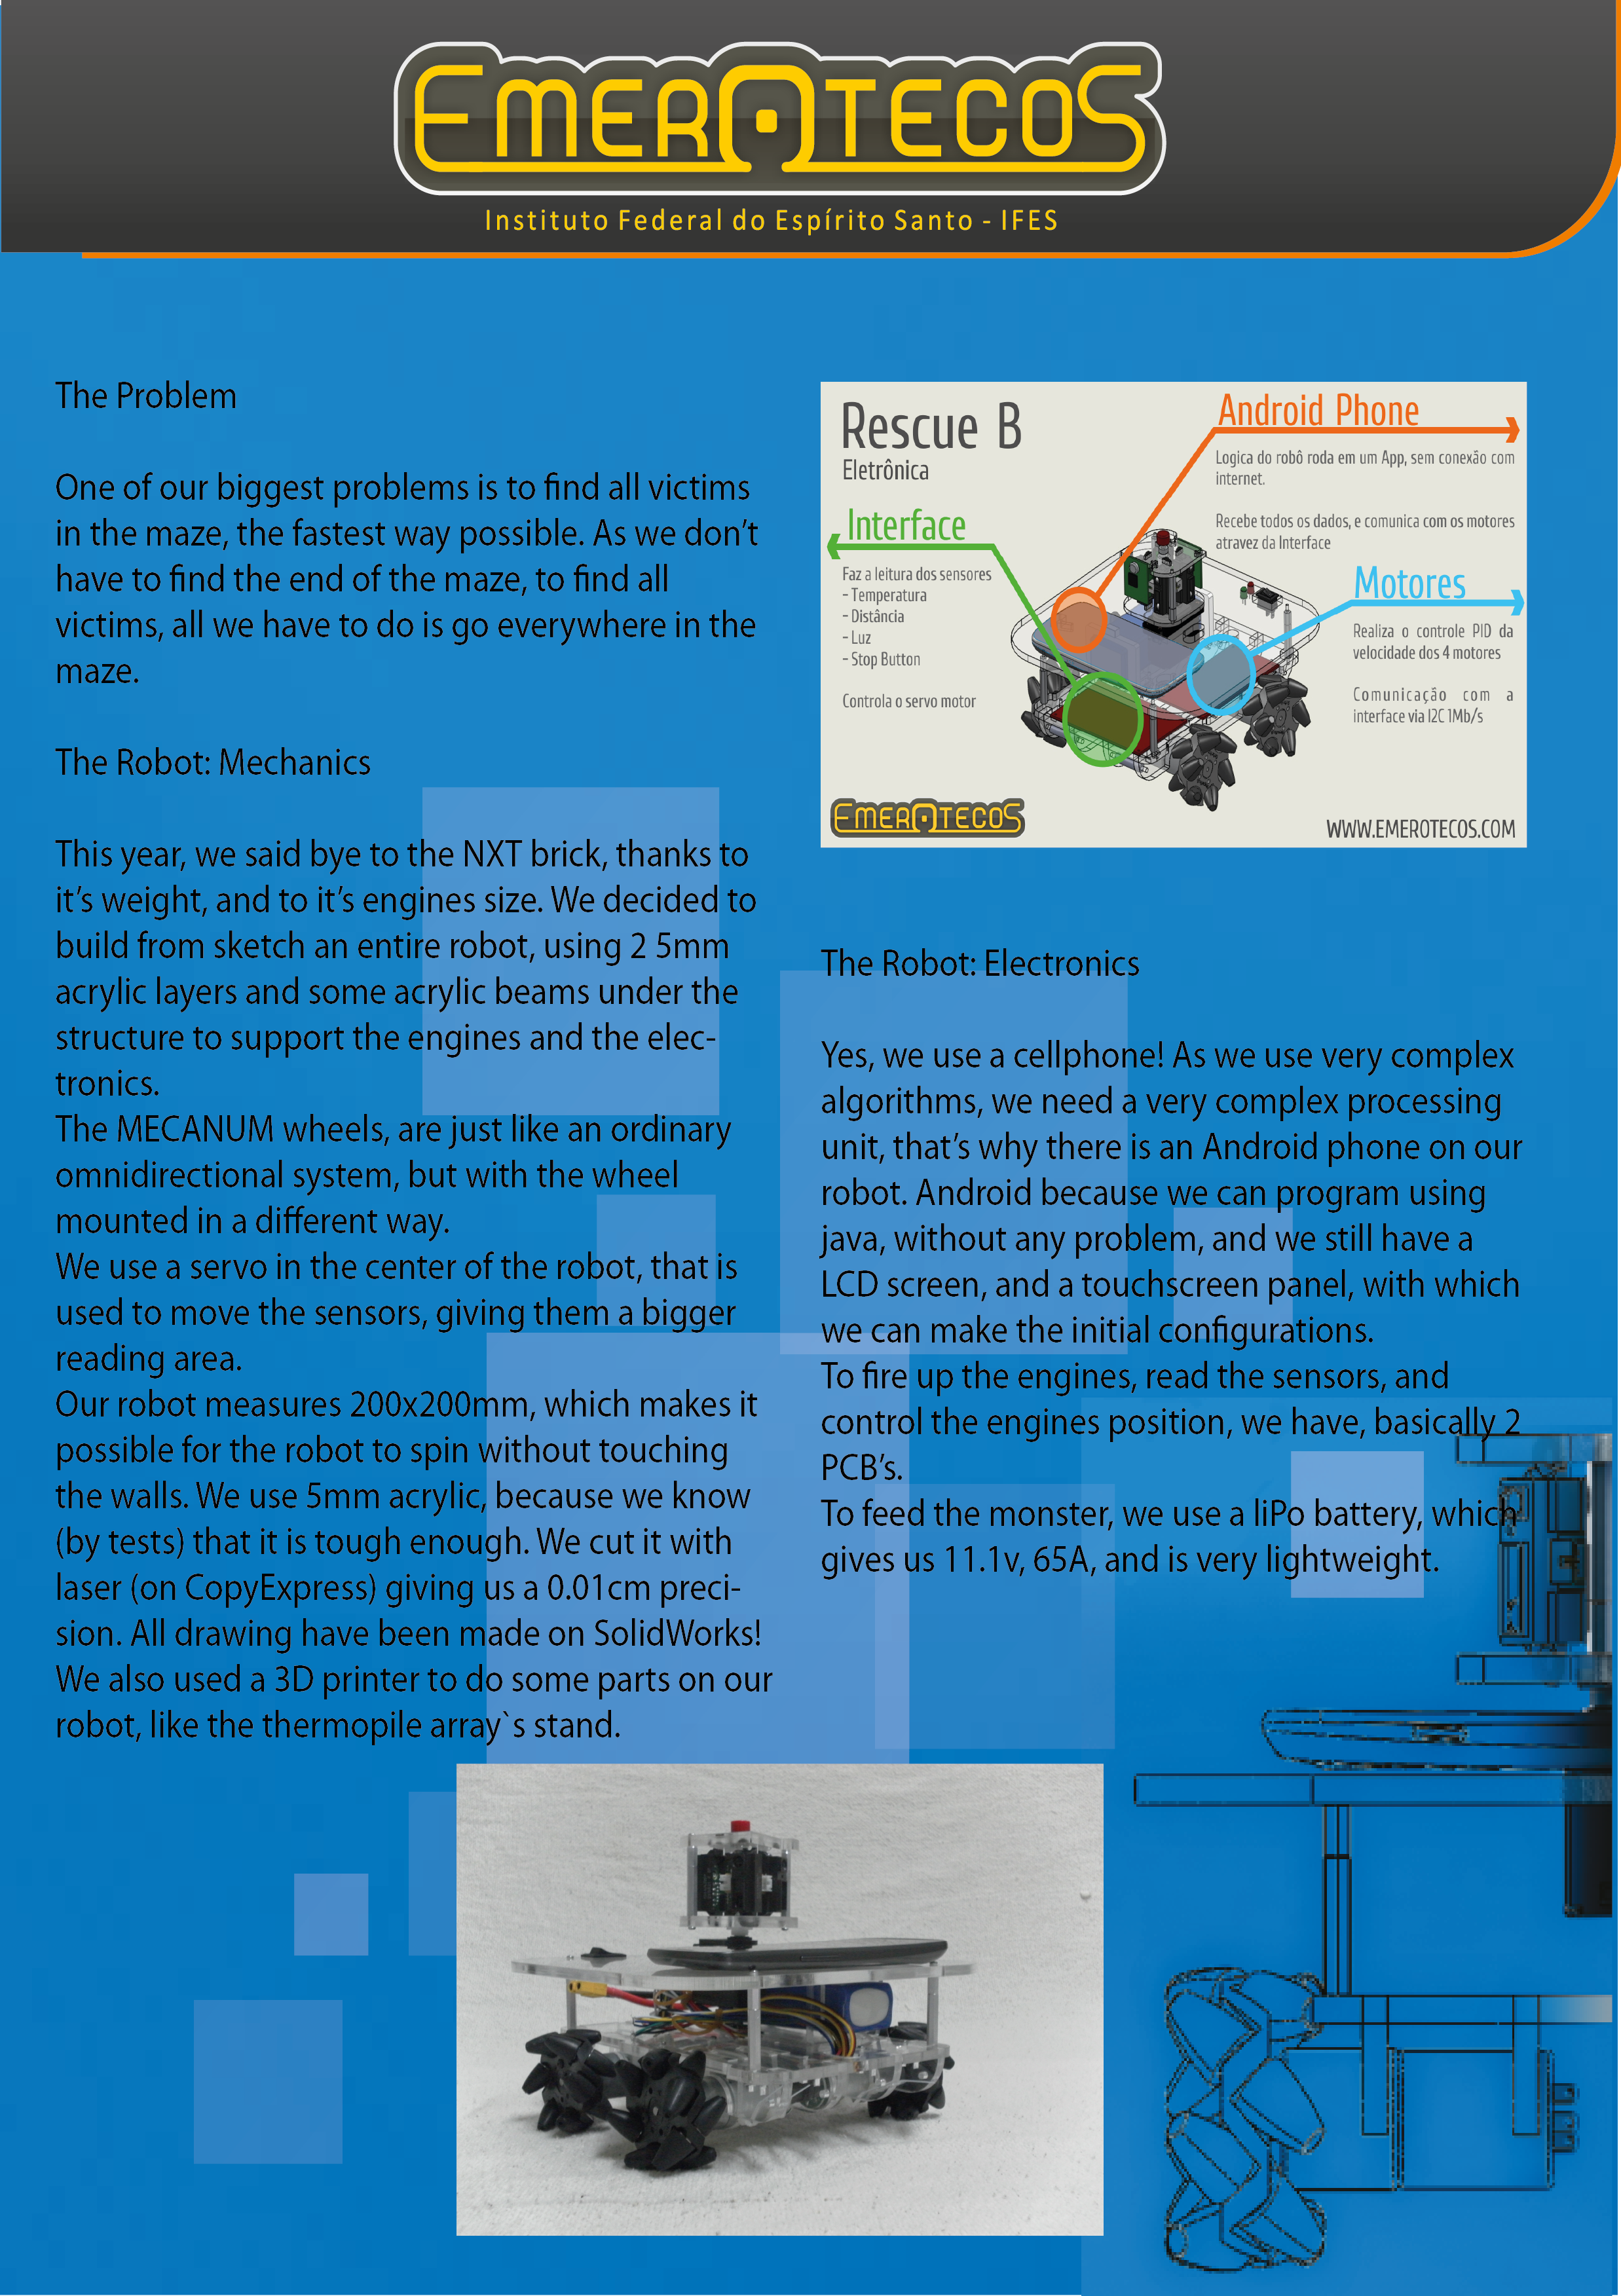 EMEROTECOS
Instituto Federal do Espírito Santo - IFES
The Problem
One of our biggest problems is to find all victims
in the maze, the fastest way possible. As we don't
have to find the end of the maze, to find all
victims, all we have to do is go everywhere in the
maze.
The Robot: Mechanics
This year, we said bye to the NXT brick, thanks to
it's weight, and to it's engines size. We decided to
build from sketch an entire robot, using 2 5mm
acrylic layers and some acrylic beams under the
structure to support the engines and the elec-
tronics.
The MECANUM wheels, are just like an ordinary
omnidirectional system, but with the wheel
mounted in a different way.
We use a servo in the center of the robot, that is
used to move the sensors, giving them a bigger
reading area.
Our robot measures 200x200mm, which makes it
possible for the robot to spin without touching
the walls. We use 5mm acrylic, because we know
(by tests) that it is tough enough. We cut it with
laser (on CopyExpress) giving us a 0.01cm preci-
sion. All drawing have been made on SolidWorks!
We also used a 3D printer to do some parts on our
robot, like the thermopile array`s stand.
Rescue B
Eletrônica
Interface
Faz a leitura dos sensores
- Temperatura
- Distância
- Luz
- Stop Button
Controla o servo motor
Android Phone
Logica do robô roda em um App, sem conexão com
internet.
Recebe todos os dados, e comunica com os motores
atravez da Interface
Motores
Realiza o controle PID da
velocidade dos 4 motores
Comunicação com a
interface via I2C 1Mb/s
EMEROTECOS
WWW.EMEROTECOS.COM
The Robot: Electronics
Yes, we use a cellphone! As we use very complex
algorithms, we need a very complex processing
unit, that's why there is an Android phone on our
robot. Android because we can program using
java, without any problem, and we still have a
LCD screen, and a touchscreen panel, with which
we can make the initial configurations.
To fire up the engines, read the sensors, and
control the engines position, we have, basically 2
PCB's.
To feed the monster, we use a liPo battery, which
gives us 11.1v, 65A, and is very lightweight.